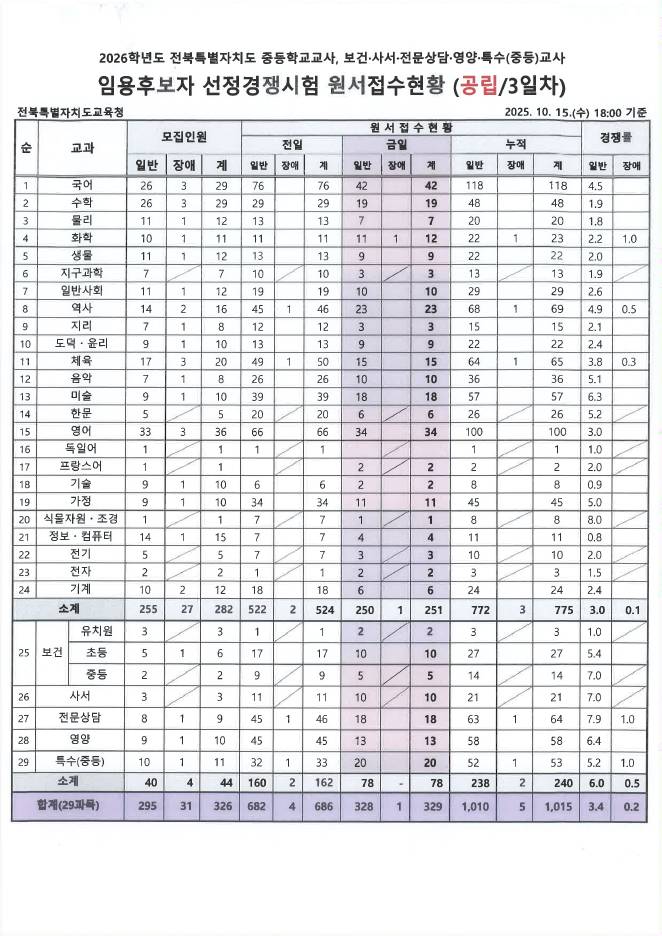 2026학년도 전북특별자치도 중등학교교사, 보건·사서·전문상담·영양·특수(중등)교사
임용후보자 선정경쟁시험 원서접수현황 (공립/3일차)
전북특별자치도교육청 2025. 10. 15.(수) 18:00 기준
순 교과 모집인원 원서접수현황 경쟁률
전일 금일 누적
일반 장애 계 일반 장애 계 일반 장애 계 일반 장애 계 일반 장애
1 국어 26 3 29 76 76 42 42 118 118 4.5
2 수학 26 3 29 29 29 19 19 48 48 1.9
3 물리 11 1 12 13 13 7 7 20 20 1.8
4 화학 10 1 11 11 11 11 1 12 22 1 23 2.2 1.0
5 생물 11 1 12 13 13 9 9 22 22 2.0
6 지구과학 7 7 10 10 3 3 13 13 1.9
7 일반사회 11 1 12 19 19 10 10 29 29 2.6
8 역사 14 2 16 45 1 46 23 23 68 1 69 4.9 0.5
9 지리 7 1 8 12 12 3 3 15 15 2.1
10 도덕·윤리 9 1 10 13 13 9 9 22 22 2.4
11 체육 17 3 20 49 1 50 15 15 64 1 65 3.8 0.3
12 음악 7 1 8 26 26 10 10 36 36 5.1
13 미술 9 1 10 39 39 18 18 57 57 6.3
14 한문 5 5 20 20 6 6 26 26 5.2
15 영어 33 3 36 66 66 34 34 100 100 3.0
16 독일어 1 1 1 1 1 1 1.0
17 프랑스어 1 1 2 2 2 2 2.0
18 기술 9 1 10 6 6 2 2 8 8 0.9
19 가정 9 1 10 34 34 11 11 45 45 5.0
20 식물자원·조경 1 1 7 7 1 1 8 8 8.0
21 정보·컴퓨터 14 1 15 7 7 4 4 11 11 0.8
22 전기 5 5 7 7 3 3 10 10 2.0
23 전자 2 2 1 1 2 2 3 3 1.5
24 기계 10 2 12 18 18 6 6 24 24 2.4
소계 255 27 282 522 2 524 250 1 251 772 3 775 3.0 0.1
25 보건 유치원 3 3 1 1 2 2 3 3 1.0
초등 5 1 6 17 17 10 10 27 27 5.4
중등 2 2 9 9 5 5 14 14 7.0
26 사서 3 3 11 11 10 10 21 21 7.0
27 전문상담 8 1 9 45 1 46 18 18 63 1 64 7.9 1.0
28 영양 9 1 10 45 45 13 13 58 58 6.4
29 특수(중등) 10 1 11 32 1 33 20 20 52 1 53 5.2 1.0
소계 40 4 44 160 2 162 78 - 78 238 2 240 6.0 0.5
합계(29과목) 295 31 326 682 4 686 328 1 329 1,010 5 1,015 3.4 0.2